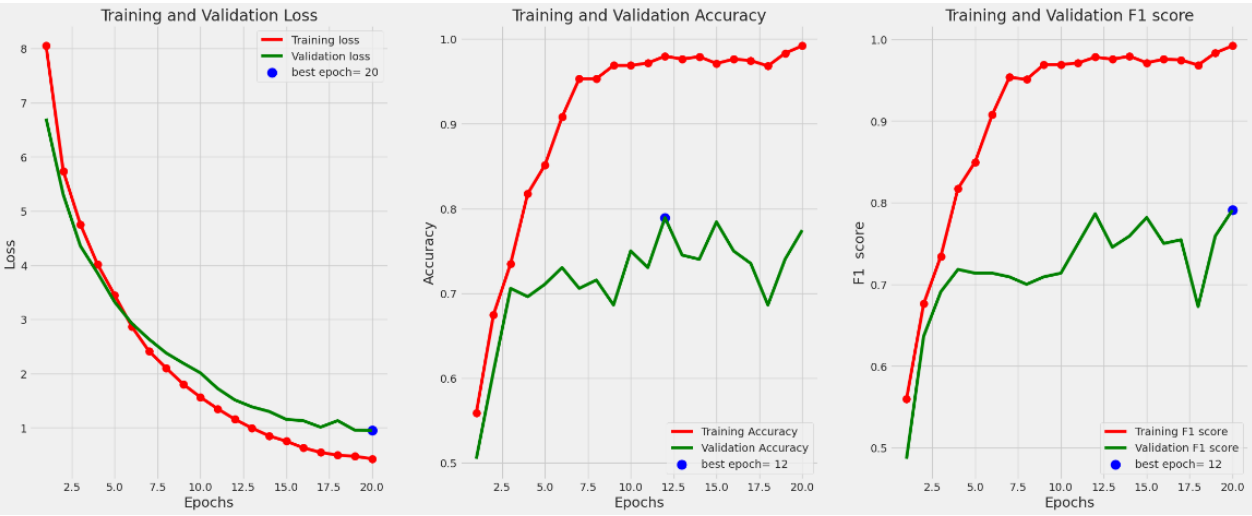 Training and Validation Loss
Training loss
Validation loss
best epoch= 20
8
7
6
5
4
3
2
1
Loss
2.5 5.0 7.5 10.0 12.5 15.0 17.5 20.0
Epochs
Training and Validation Accuracy
1.0
0.9
0.8
0.7
0.6
0.5
Accuracy
Training Accuracy
Validation Accuracy
best epoch= 12
2.5 5.0 7.5 10.0 12.5 15.0 17.5 20.0
Epochs
Training and Validation F1 score
1.0
0.9
0.8
0.7
0.6
0.5
F1 score
Training F1 score
Validation F1 score
best epoch= 12
2.5 5.0 7.5 10.0 12.5 15.0 17.5 20.0
Epochs